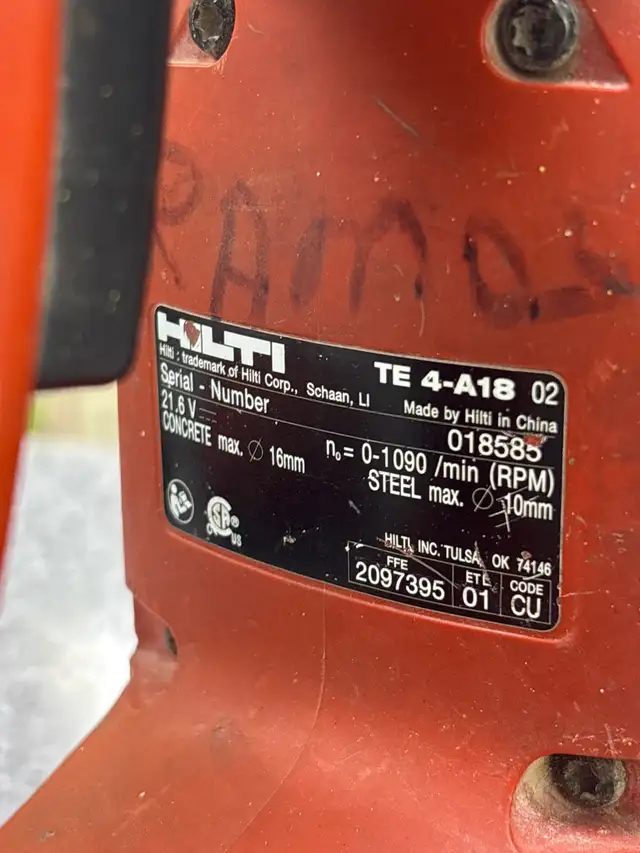 RAMOS
HILTI
TE 4-A18 02
Hilti : trademark of Hilti Corp., Schaan, LI
Made by Hilti in China
Serial - Number
018585
21.6 V
n₀ = 0-1090 /min (RPM)
CONCRETE max. ∅ 16mm
STEEL max. ∅ 10mm
CSA ®
C US
HILTI, INC. TULSA, OK 74146
FFE ETL CODE
2097395 01 CU